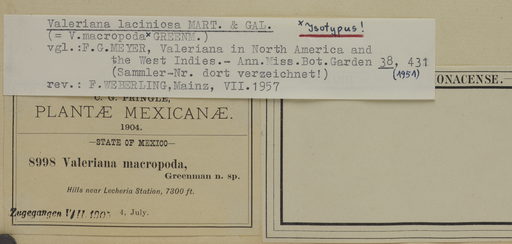 Valeriana laciniosa MART. & GAL. *Isotypus!
(= V.macropoda* GREENM.)
vgl.:F.G.MEYER, Valeriana in North America and
the West Indies.- Ann.Miss.Bot.Garden 38, 431
(Sammler-Nr. dort verzeichnet!) (1951)
rev.: F.WEBERLING,Mainz, VII.1957
ONACENSE.
C. G. PRINGLE,
PLANTÆ MEXICANÆ.
1904.
—STATE OF MEXICO—
8998 Valeriana macropoda,
Greenman n. sp.
Hills near Lecheria Station, 7300 ft.
Zugegangen VII 1905 4, July.